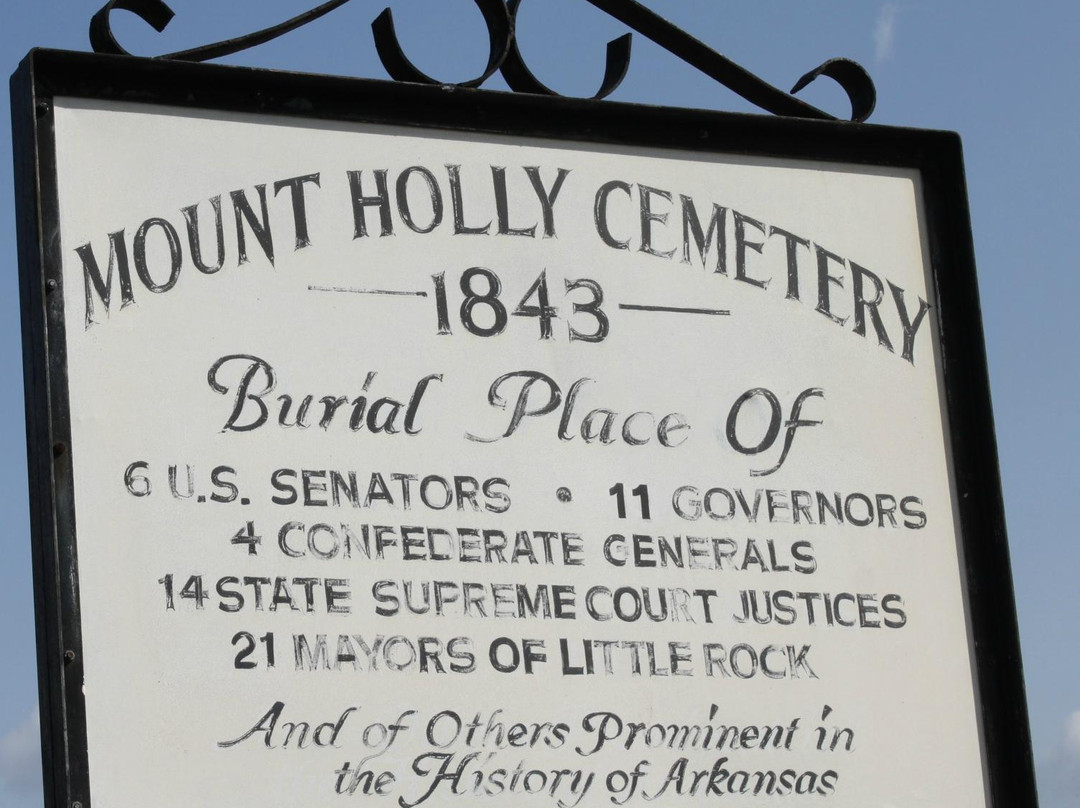 MOUNT HOLLY CEMETERY
1843
Burial Place Of
6 U.S. SENATORS • 11 GOVERNORS
4 CONFEDERATE GENERALS
14 STATE SUPREME COURT JUSTICES
21 MAYORS OF LITTLE ROCK
And of Others Prominent in
the History of Arkansas